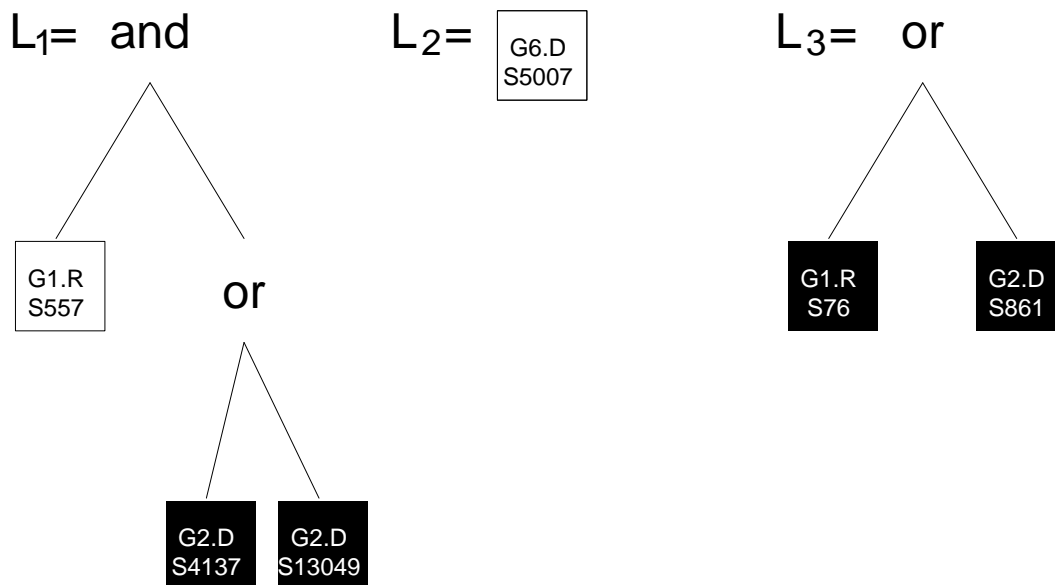 L1= and
G1.R
S557
or
G2.D
S4137
G2.D
S13049
L2=
G6.D
S5007
L3= or
G1.R
S76
G2.D
S861